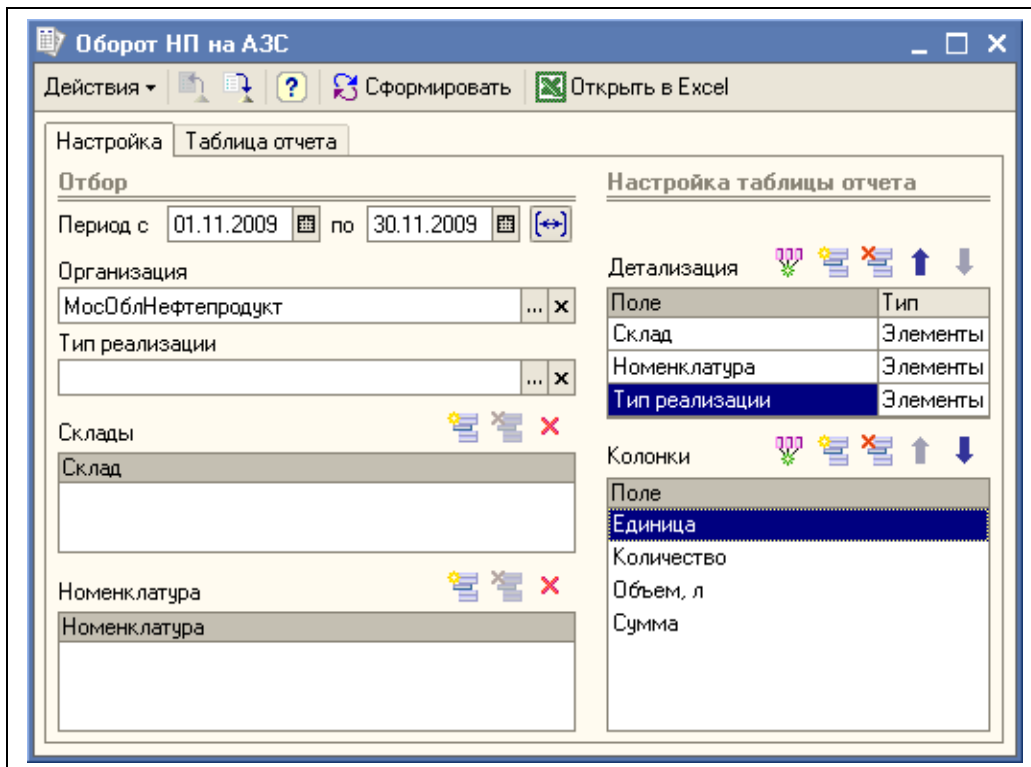 Оборот НП на АЗС
Действия Сформировать Открыть в Excel
Настройка Таблица отчета
Отбор
Период с 01.11.2009 по 30.11.2009
Организация
МосОблНефтепродукт ... x
Тип реализации
... x
Склады
Склад
Номенклатура
Номенклатура
Настройка таблицы отчета
Детализация
Поле Тип
Склад Элементы
Номенклатура Элементы
Тип реализации Элементы
Колонки
Поле
Единица
Количество
Объем, л
Сумма